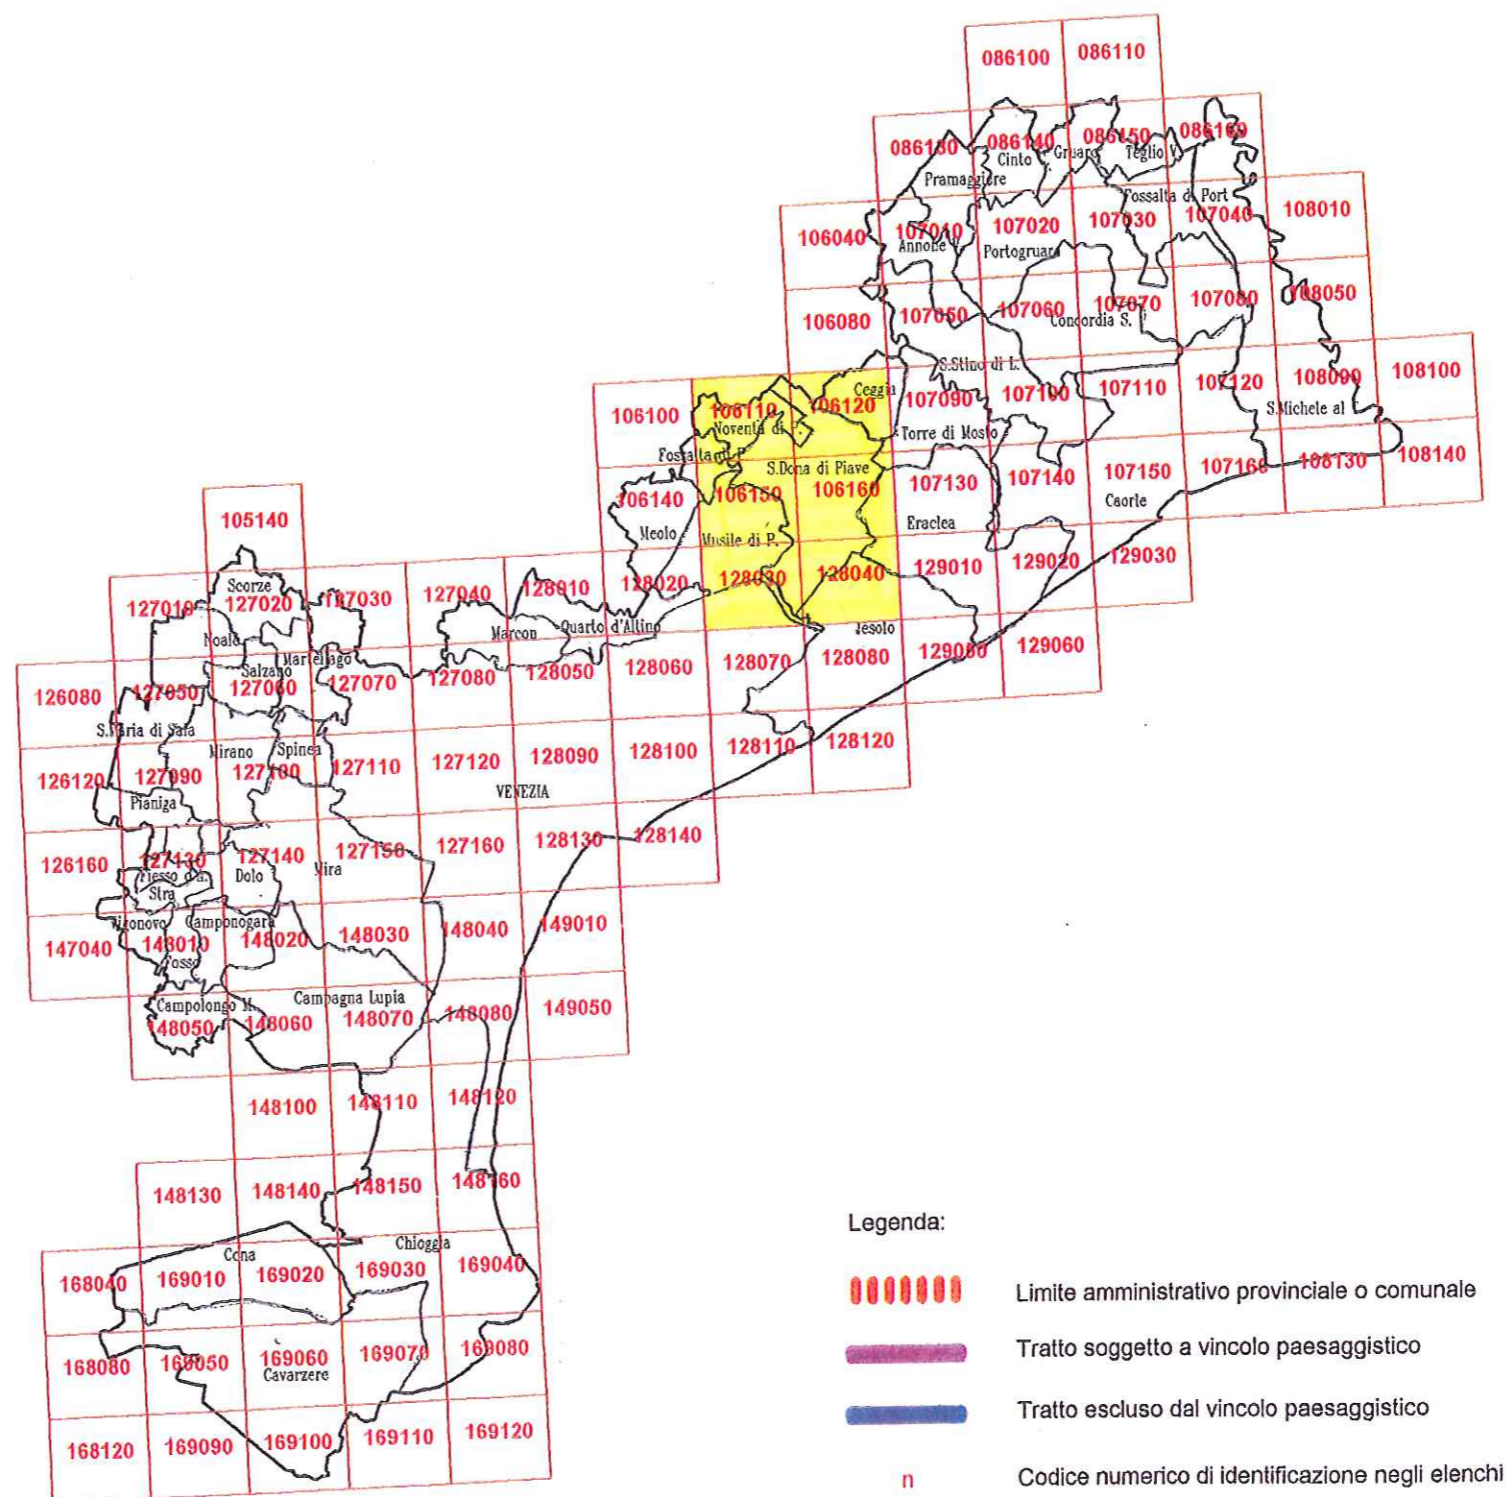 086100 086110
086130 086140 086150 086160
Cinto Gruaro Teglio V.
Pramaggiore
Fossalta di Port
106040 107010 107020 107030 107040 108010
Annone V. Portogruaro
106080 107050 107060 107070 107080 108050
Concordia S.
S.Stino di L.
Ceggia
106100 106110 106120 107090 107100 107110 107120 108090 108100
S.Michele al T.
Noventa di P. Torre di Mosto
Fossalta di P.
S.Dona di Piave
106140 106150 106160 107130 107140 107150 107160 108130 108140
Caorle
Eraclea
Meolo Musile di P.
105140
Scorze
127010 127020 127030 127040 128010 128020 128030 128040 129010 129020 129030
Noale Marcon Quarto d'Altino Jesolo
Martellago
Salzano
126080 127050 127060 127070 127080 128050 128060 128070 128080 129050 129060
S.Maria di Sala
Mirano Spinea
126120 127090 127100 127110 127120 128090 128100 128110 128120
Pianiga VENEZIA
126160 127130 127140 127150 127160 128130 128140
Fiesso d'A. Dolo Mira
Stra
Vigonovo Camponogara
147040 148010 148020 148030 148040 149010
Fosso
Campolongo M. Campagna Lupia
148050 148060 148070 148080 149050
148100 148110 148120
148130 148140 148150 148160
Cona Chioggia
168040 169010 169020 169030 169040
168080 169050 169060 169070 169080
Cavarzere
168120 169090 169100 169110 169120
Legenda:
Limite amministrativo provinciale o comunale
Tratto soggetto a vincolo paesaggistico
Tratto escluso dal vincolo paesaggistico
n Codice numerico di identificazione negli elenchi